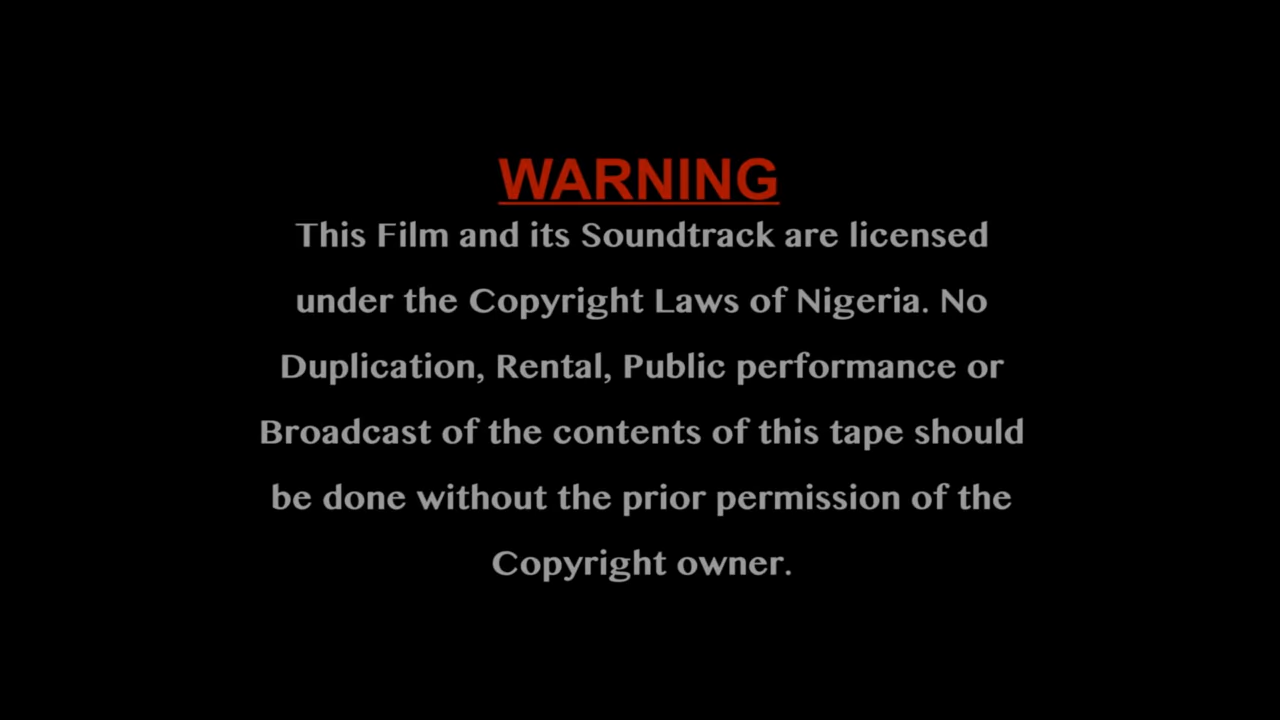 WARNING
This Film and its Soundtrack are licensed
under the Copyright Laws of Nigeria. No
Duplication, Rental, Public performance or
Broadcast of the contents of this tape should
be done without the prior permission of the
Copyright owner.